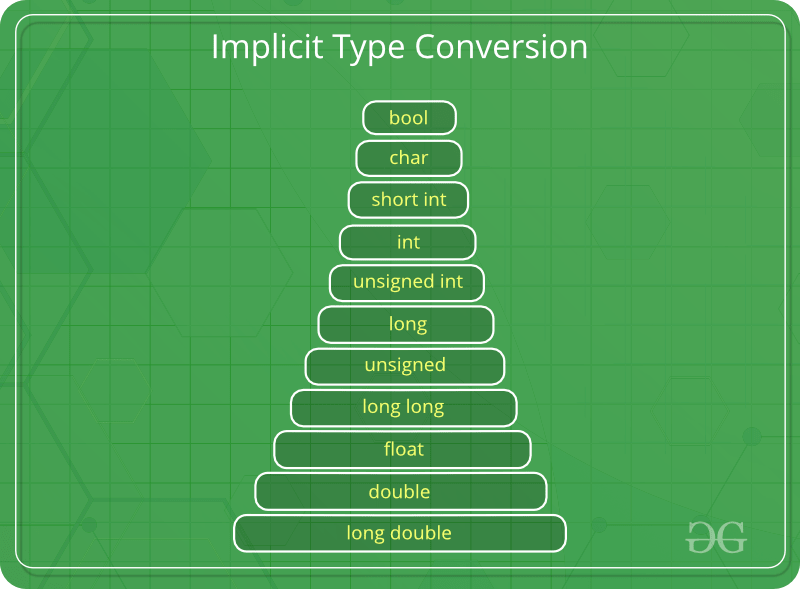 Implicit Type Conversion
bool
char
short int
int
unsigned int
long
unsigned
long long
float
double
long double